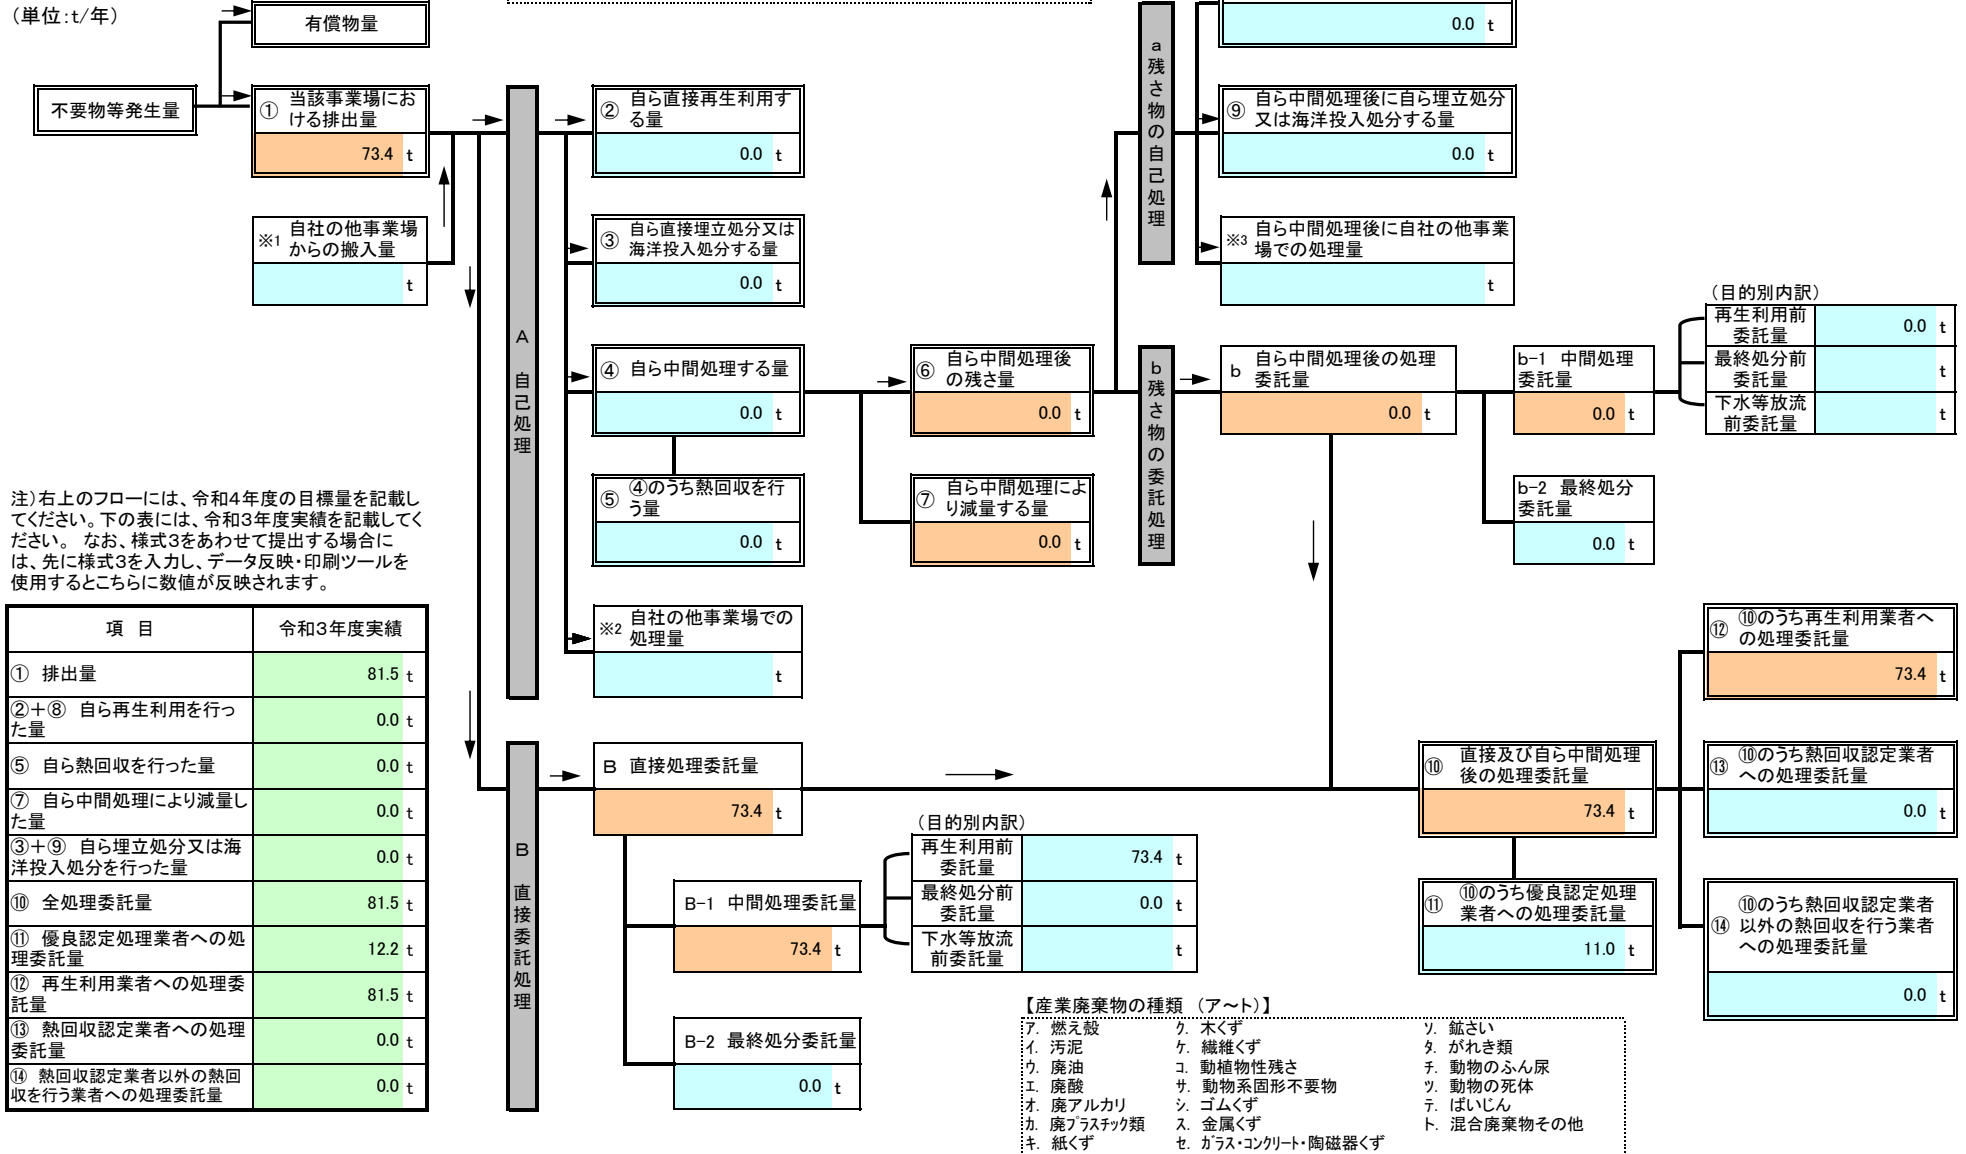 (単位:t/年)
有償物量
0.0 t
不要物等発生量
① 当該事業場にお
ける排出量
73.4 t
※1 自社の他事業場
からの搬入量
t
A 自己処理
② 自ら直接再生利用す
る量
0.0 t
③ 自ら直接埋立処分又は
海洋投入処分する量
0.0 t
④ 自ら中間処理する量
0.0 t
⑤ ④のうち熱回収を行
う量
0.0 t
※2 自社の他事業場での
処理量
t
⑥ 自ら中間処理後
の残さ量
0.0 t
⑦ 自ら中間処理によ
り減量する量
0.0 t
a 残さ物の自己処理
⑨ 自ら中間処理後に自ら埋立処分
又は海洋投入処分する量
0.0 t
※3 自ら中間処理後に自社の他事業
場での処理量
t
b 残さ物の委託処理
b 自ら中間処理後の処理
委託量
0.0 t
b-1 中間処理
委託量
0.0 t
(目的別内訳)
再生利用前
委託量
0.0 t
最終処分前
委託量
t
下水等放流
前委託量
t
b-2 最終処分
委託量
0.0 t
注)右上のフローには、令和4年度の目標量を記載し
てください。下の表には、令和3年度実績を記載してく
ださい。 なお、様式3をあわせて提出する場合に
は、先に様式3を入力し、データ反映・印刷ツールを
使用するとこちらに数値が反映されます。
項 目 令和3年度実績
① 排出量 81.5 t
②+⑧ 自ら再生利用を行っ
た量 0.0 t
⑤ 自ら熱回収を行った量 0.0 t
⑦ 自ら中間処理により減量し
た量 0.0 t
③+⑨ 自ら埋立処分又は海
洋投入処分を行った量 0.0 t
⑩ 全処理委託量 81.5 t
⑪ 優良認定処理業者への処
理委託量 12.2 t
⑫ 再生利用業者への処理委
託量 81.5 t
⑬ 熱回収認定業者への処理
委託量 0.0 t
⑭ 熱回収認定業者以外の熱回
収を行う業者への処理委託量 0.0 t
B 直接委託処理
B 直接処理委託量
73.4 t
B-1 中間処理委託量
73.4 t
B-2 最終処分委託量
0.0 t
(目的別内訳)
再生利用前
委託量
73.4 t
最終処分前
委託量
0.0 t
下水等放流
前委託量
t
⑩ 直接及び自ら中間処理
後の処理委託量
73.4 t
⑪ ⑩のうち優良認定処理
業者への処理委託量
11.0 t
⑫ ⑩のうち再生利用業者へ
の処理委託量
73.4 t
⑬ ⑩のうち熱回収認定業者
への処理委託量
0.0 t
⑭ ⑩のうち熱回収認定業者
以外の熱回収を行う業者
への処理委託量
0.0 t
【産業廃棄物の種類 (ア~ト)】
ア. 燃え殻 ク. 木くず ソ. 鉱さい
イ. 汚泥 ケ. 繊維くず タ. がれき類
ウ. 廃油 コ. 動植物性残さ チ. 動物のふん尿
エ. 廃酸 サ. 動物系固形不要物 ツ. 動物の死体
オ. 廃アルカリ シ. ゴムくず テ. ばいじん
カ. 廃プラスチック類 ス. 金属くず ト. 混合廃棄物その他
キ. 紙くず セ. ガラス・コンクリート・陶磁器くず